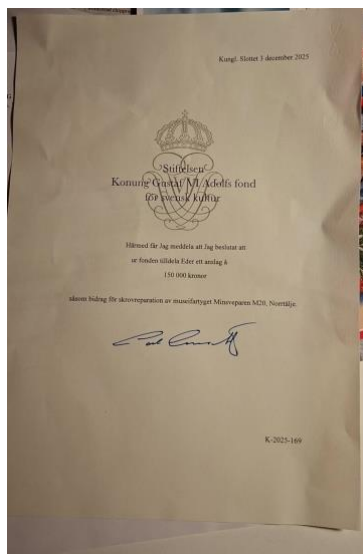 Kungl. Slottet 3 december 2025
Stiftelsen
Konung Gustaf VI Adolfs fond
för svensk kultur
Härmed får Jag meddela att Jag beslutat att
ur fonden tilldela Eder ett anslag å
150 000 kronor
såsom bidrag för skrovreparation av museifartyget Minsveparen M20, Norrtälje.
K-2025-169